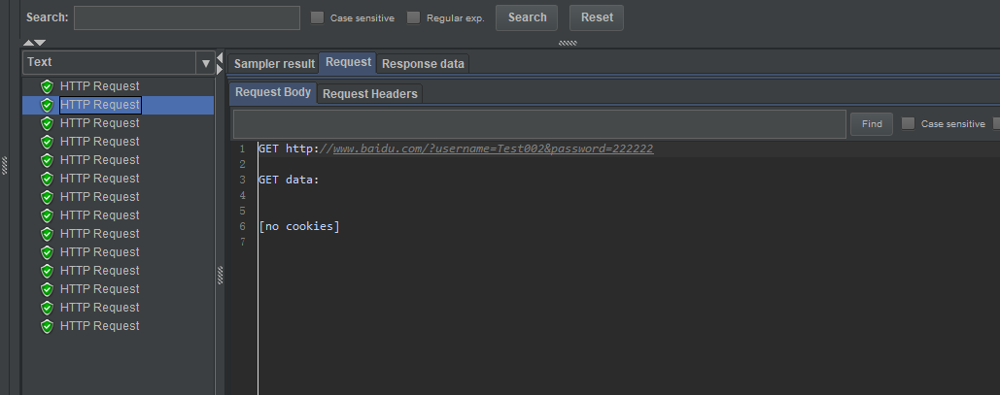 Search:
Case sensitive
Regular exp.
Search
Reset
Text
HTTP Request
HTTP Request
HTTP Request
HTTP Request
HTTP Request
HTTP Request
HTTP Request
HTTP Request
HTTP Request
HTTP Request
HTTP Request
HTTP Request
HTTP Request
HTTP Request
Sampler result
Request
Response data
Request Body
Request Headers
Find
Case sensitive
1 GET http://www.baidu.com/?username=Test002&password=222222
2
3 GET data:
4
5
6 [no cookies]
7